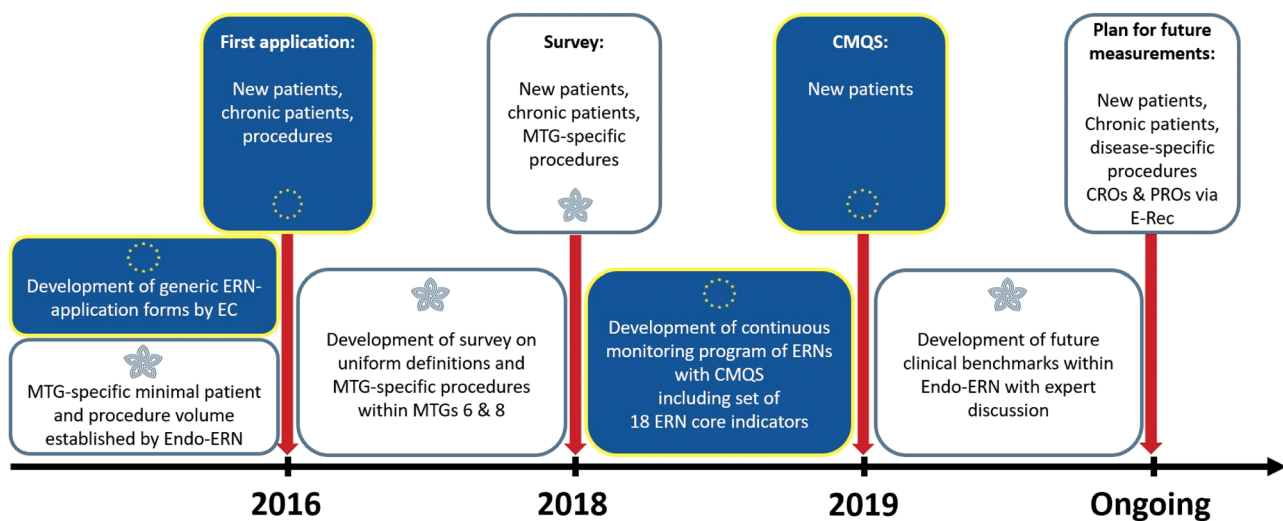 First application:
New patients,
chronic patients,
procedures
Survey:
New patients,
chronic patients,
MTG-specific
procedures
CMQS:
New patients
Plan for future
measurements:
New patients,
Chronic patients,
disease-specific
procedures
CROs & PROs via
E-Rec
Development of generic ERN-
application forms by EC
MTG-specific minimal patient
and procedure volume
established by Endo-ERN
Development of survey on
uniform definitions and
MTG-specific procedures
within MTGs 6 & 8
Development of continuous
monitoring program of ERNs
with CMQS
including set of
18 ERN core indicators
Development of future
clinical benchmarks within
Endo-ERN with expert
discussion
2016
2018
2019
Ongoing